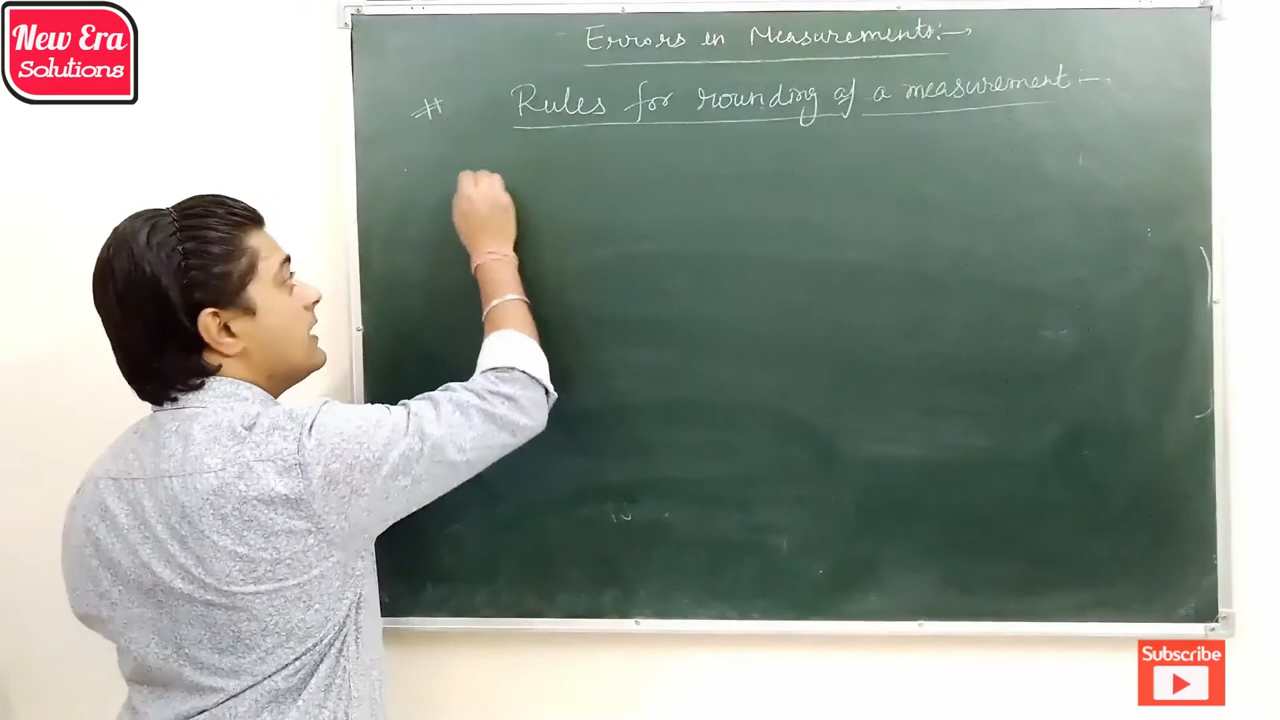 New Era
Solutions
Errors in Measurements:→
# Rules for rounding of a measurement:-
Subscribe